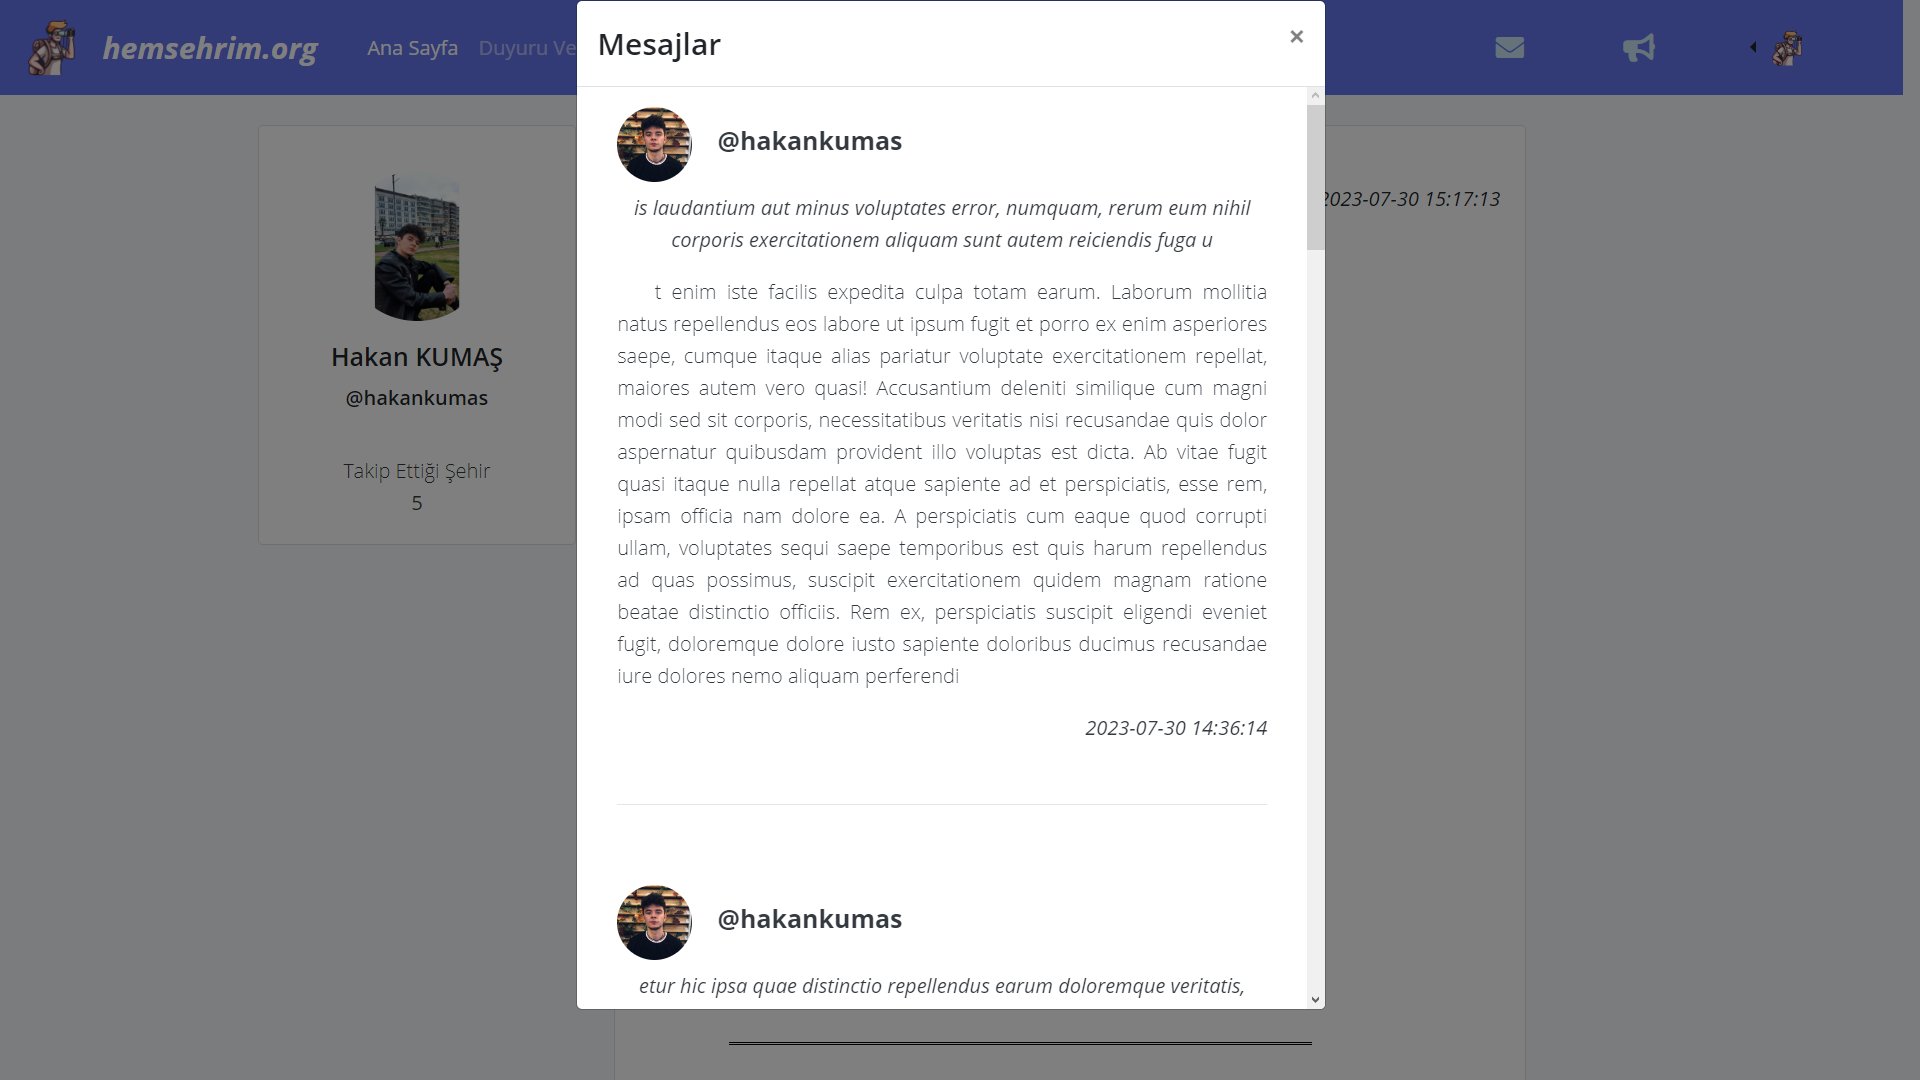 hemsehrim.org
Ana Sayfa
Duyuru Ve
Mesajlar
×
Hakan KUMAŞ
@hakankumas
Takip Ettiği Şehir
5
2023-07-30 15:17:13
@hakankumas
is laudantium aut minus voluptates error, numquam, rerum eum nihil
corporis exercitationem aliquam sunt autem reiciendis fuga u
t enim iste facilis expedita culpa totam earum. Laborum mollitia
natus repellendus eos labore ut ipsum fugit et porro ex enim asperiores
saepe, cumque itaque alias pariatur voluptate exercitationem repellat,
maiores autem vero quasi! Accusantium deleniti similique cum magni
modi sed sit corporis, necessitatibus veritatis nisi recusandae quis dolor
aspernatur quibusdam provident illo voluptas est dicta. Ab vitae fugit
quasi itaque nulla repellat atque sapiente ad et perspiciatis, esse rem,
ipsam officia nam dolore ea. A perspiciatis cum eaque quod corrupti
ullam, voluptates sequi saepe temporibus est quis harum repellendus
ad quas possimus, suscipit exercitationem quidem magnam ratione
beatae distinctio officiis. Rem ex, perspiciatis suscipit eligendi eveniet
fugit, doloremque dolore iusto sapiente doloribus ducimus recusandae
iure dolores nemo aliquam perferendi
2023-07-30 14:36:14
@hakankumas
etur hic ipsa quae distinctio repellendus earum doloremque veritatis,